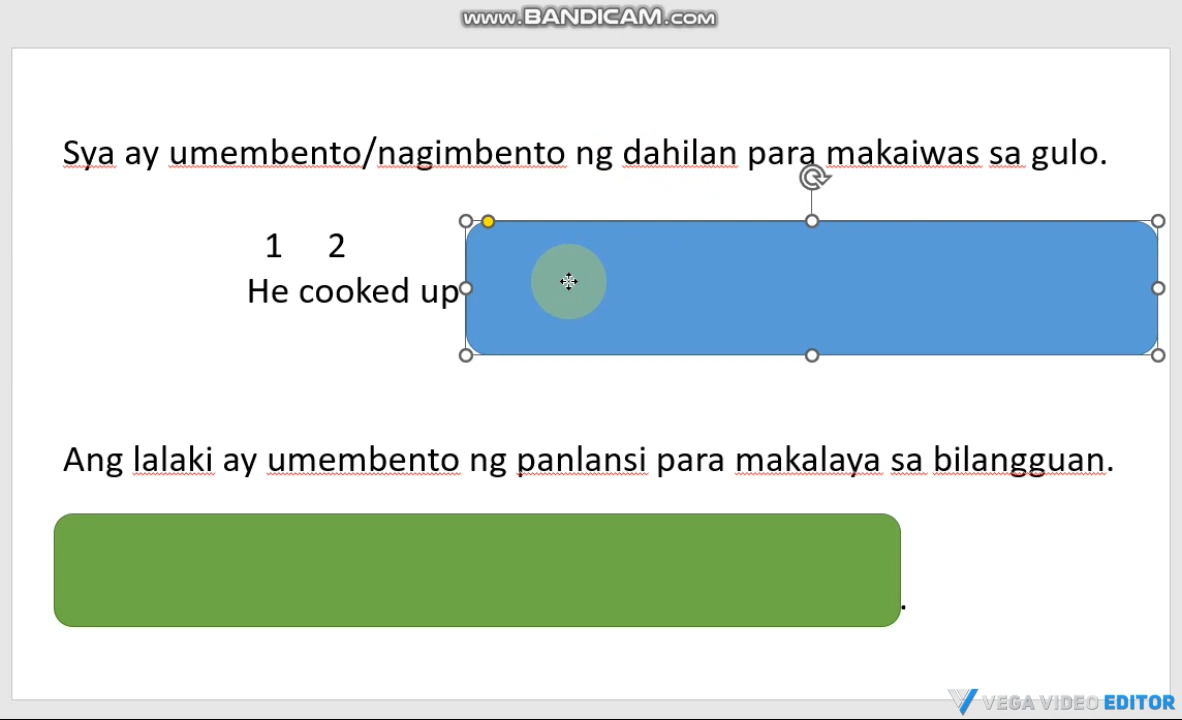 www.BANDICAM.com
Sya ay umembento/nagimbento ng dahilan para makaiwas sa gulo.
1 2
He cooked up
Ang lalaki ay umembento ng panlansi para makalaya sa bilangguan.
.
VEGA VIDEO EDITOR